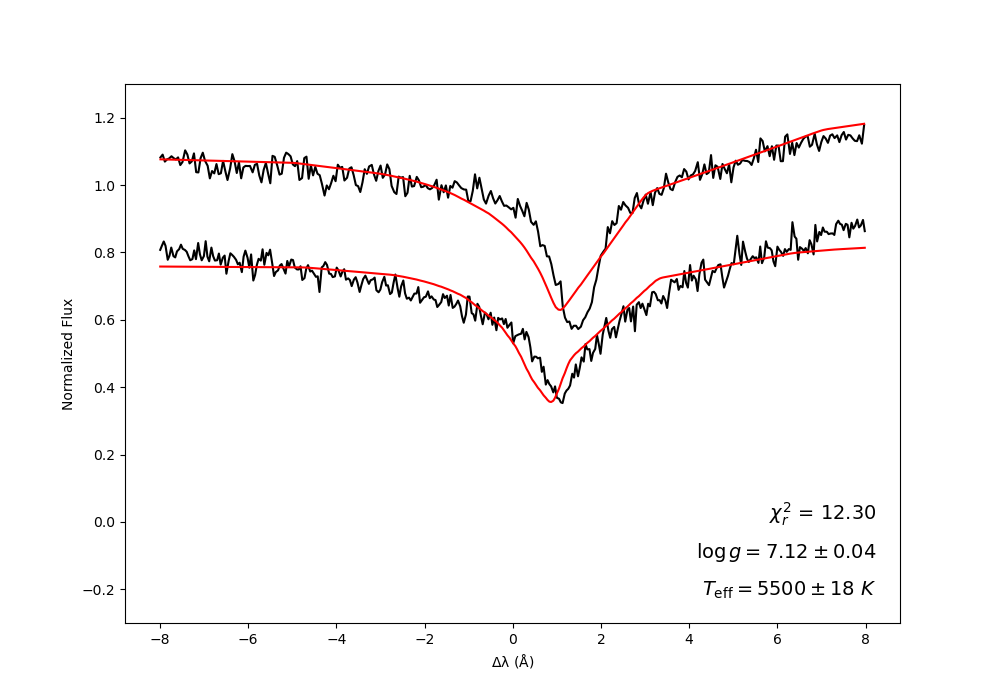 1.2
1.0
0.8
0.6
0.4
0.2
0.0
−0.2
Normalized Flux
χ²ᵣ = 12.30
log g = 7.12 ± 0.04
T_eff = 5500 ± 18 K
−8 −6 −4 −2 0 2 4 6 8
Δλ (Å)